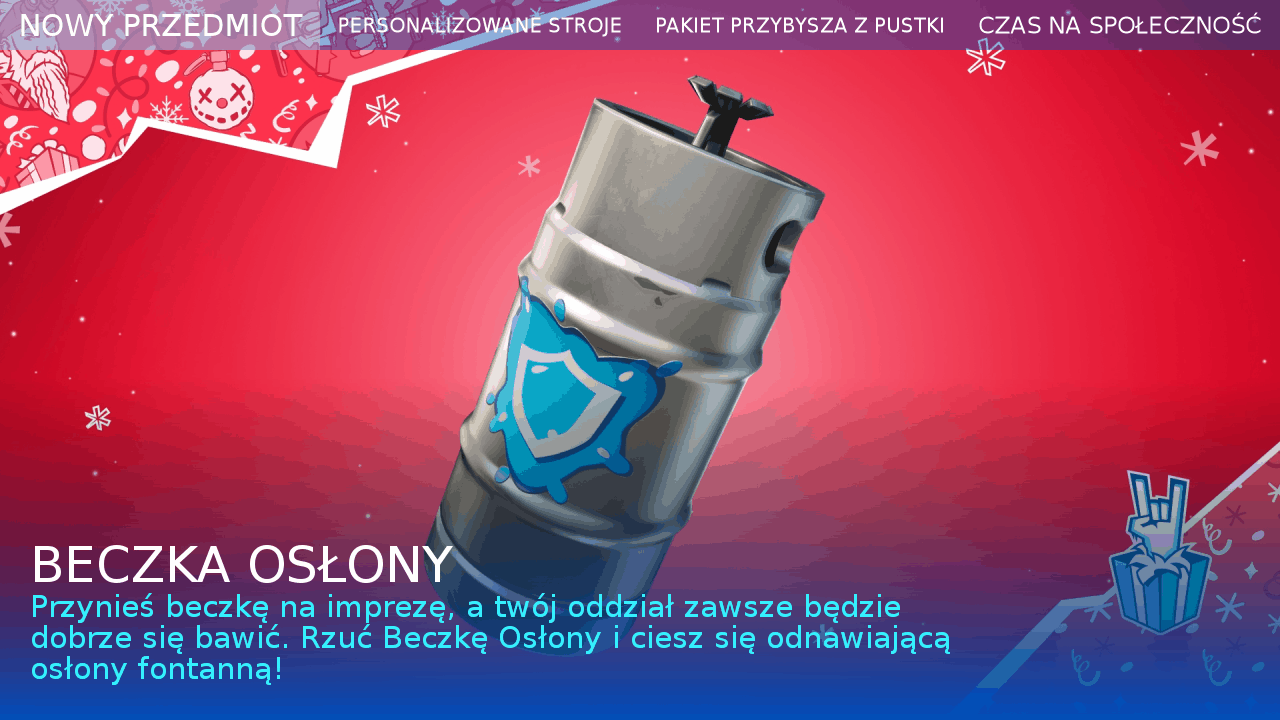 NOWY PRZEDMIOT
PERSONALIZOWANE STROJE
PAKIET PRZYBYSZA Z PUSTKI
CZAS NA SPOŁECZNOŚĆ
BECZKA OSŁONY
Przynieś beczkę na imprezę, a twój oddział zawsze będzie
dobrze się bawić. Rzuć Beczkę Osłony i ciesz się odnawiającą
osłony fontanną!